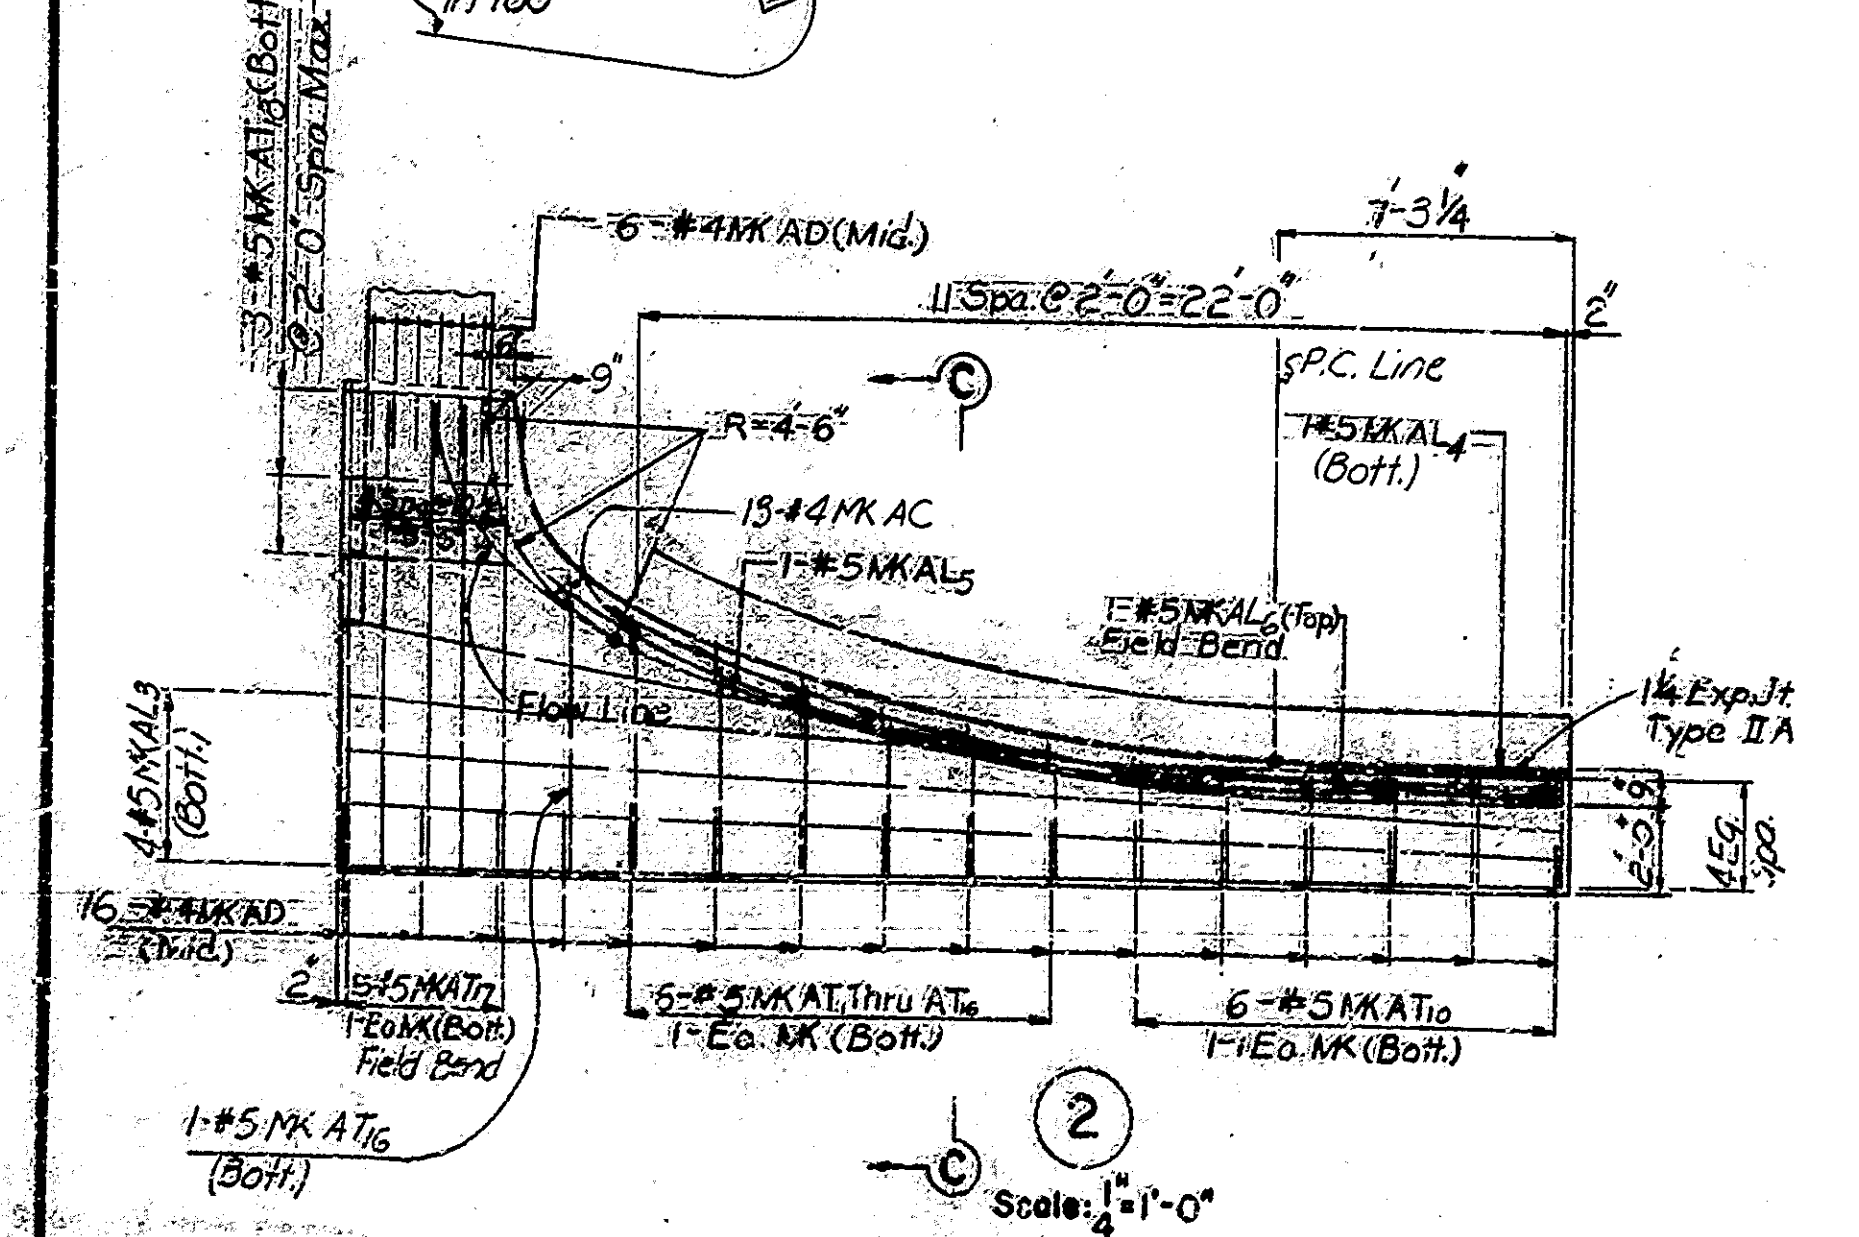 3-#5 MK AT18 (Bott
@ 2'-0" Spa Max
6-#4 MK AD (Mid.)
7'-3 1/4"
11 Spa. @ 2'-0" = 22'-0"
2"
6"
9"
C
P.C. Line
R=4'-6"
1-#5 MK AL4
(Bott.)
13-#4 MK AC
1-#5 MK AL5
1-#5 MK AL6 (Top)
Field Bend
Flow Line
1 1/4 Exp. Jt.
Type II A
4-#5 MK AL3
(Bott.)
9"
4 Eq.
Spa.
16-#4 MK AD
(Mid.)
2"
5-#5 MK AT17
1-Ea. MK (Bott.)
Field Bend
6-#5 MK AT11 Thru AT16
1-Ea. MK (Bott.)
6-#5 MK AT10
1-Ea. MK (Bott.)
1-#5 MK AT16
(Bott.)
2
C
Scale: 1/4"=1'-0"